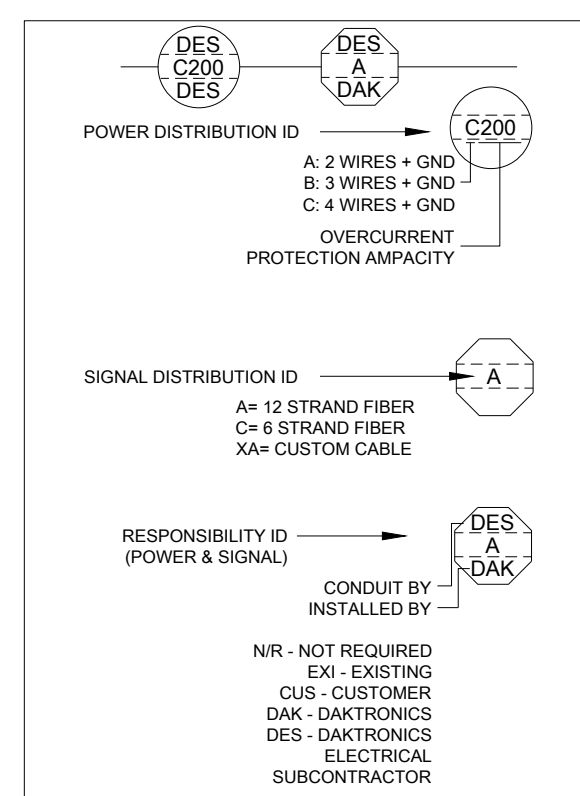 DES
C200
DES
DES
A
DAK
POWER DISTRIBUTION ID
C200
A: 2 WIRES + GND
B: 3 WIRES + GND
C: 4 WIRES + GND
OVERCURRENT
PROTECTION AMPACITY
SIGNAL DISTRIBUTION ID
A
A= 12 STRAND FIBER
C= 6 STRAND FIBER
XA= CUSTOM CABLE
RESPONSIBILITY ID
(POWER & SIGNAL)
DES
A
DAK
CONDUIT BY
INSTALLED BY
N/R - NOT REQUIRED
EXI - EXISTING
CUS - CUSTOMER
DAK - DAKTRONICS
DES - DAKTRONICS
ELECTRICAL
SUBCONTRACTOR